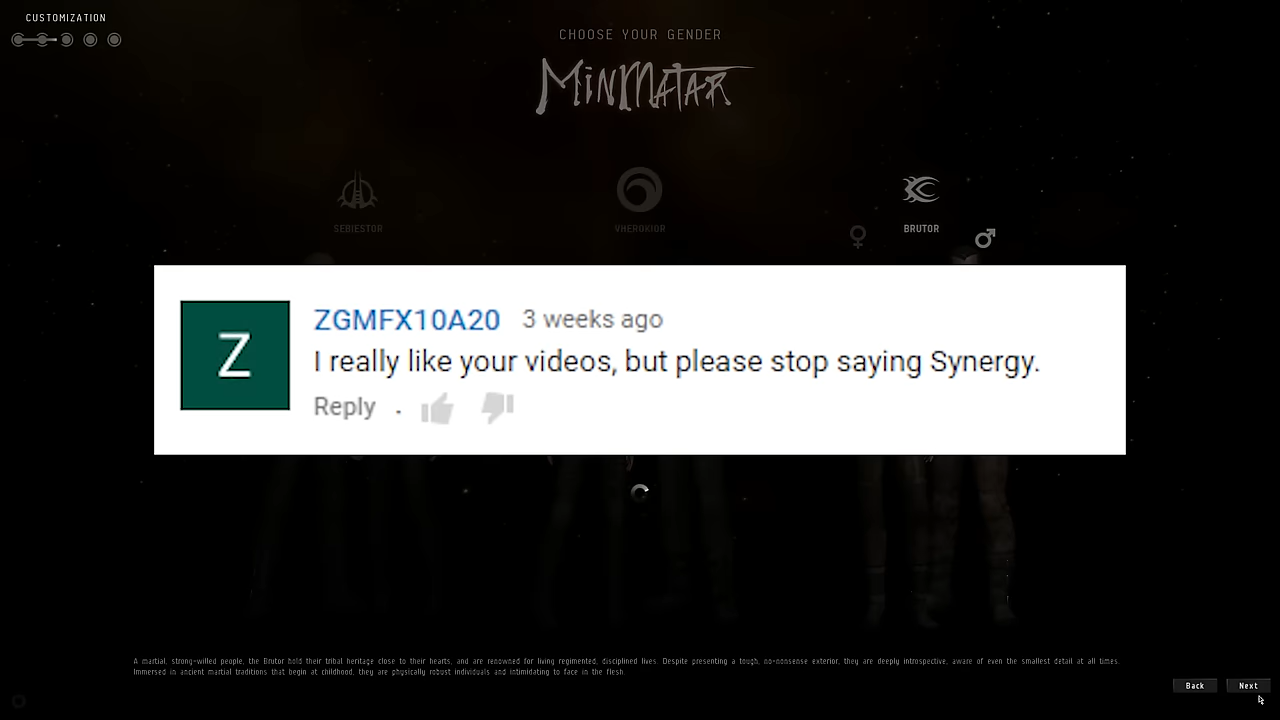 CUSTOMIZATION
CHOOSE YOUR GENDER
MINMATAR
SEBIESTOR
VHEROKIOR
BRUTOR
Z
ZGMFX10A20 3 weeks ago
I really like your videos, but please stop saying Synergy.
Reply .
A martial, strong-willed people, the Brutor hold their tribal heritage close to their hearts, and are renowned for living regimented, disciplined lives. Despite presenting a tough, no-nonsense exterior, they are deeply introspective, aware of even the smallest detail at all times.
Immersed in ancient martial traditions that begin at childhood, they are physically robust individuals and intimidating to face in the flesh.
Back Next